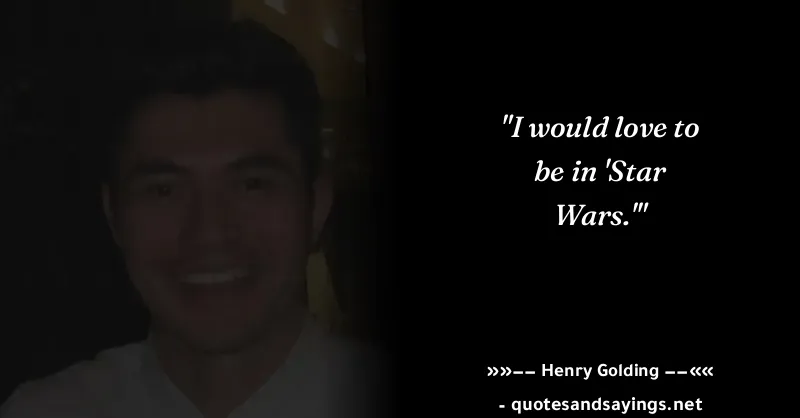 "I would love to
be in 'Star
Wars.'"
»»−− Henry Golding −−««
- quotesandsayings.net